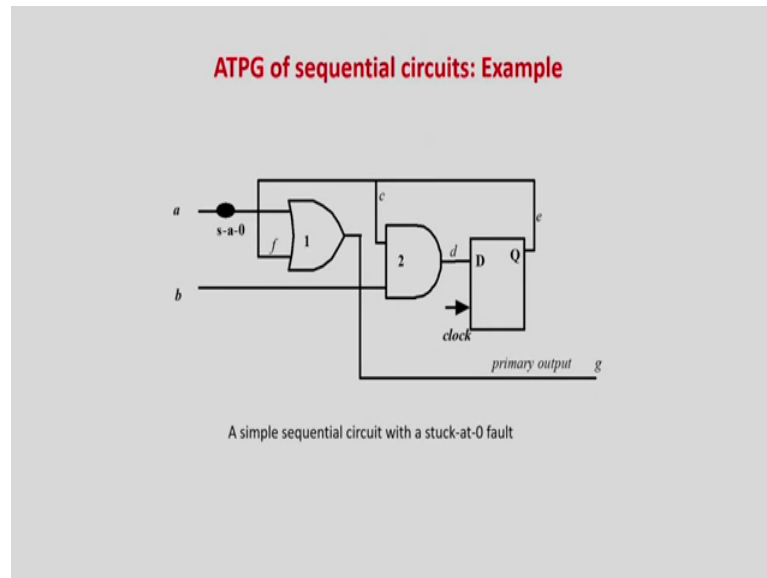 ATPG of sequential circuits: Example
c
e
a
s-a-0
f
1
2
d
D
Q
b
clock
primary output g
A simple sequential circuit with a stuck-at-0 fault